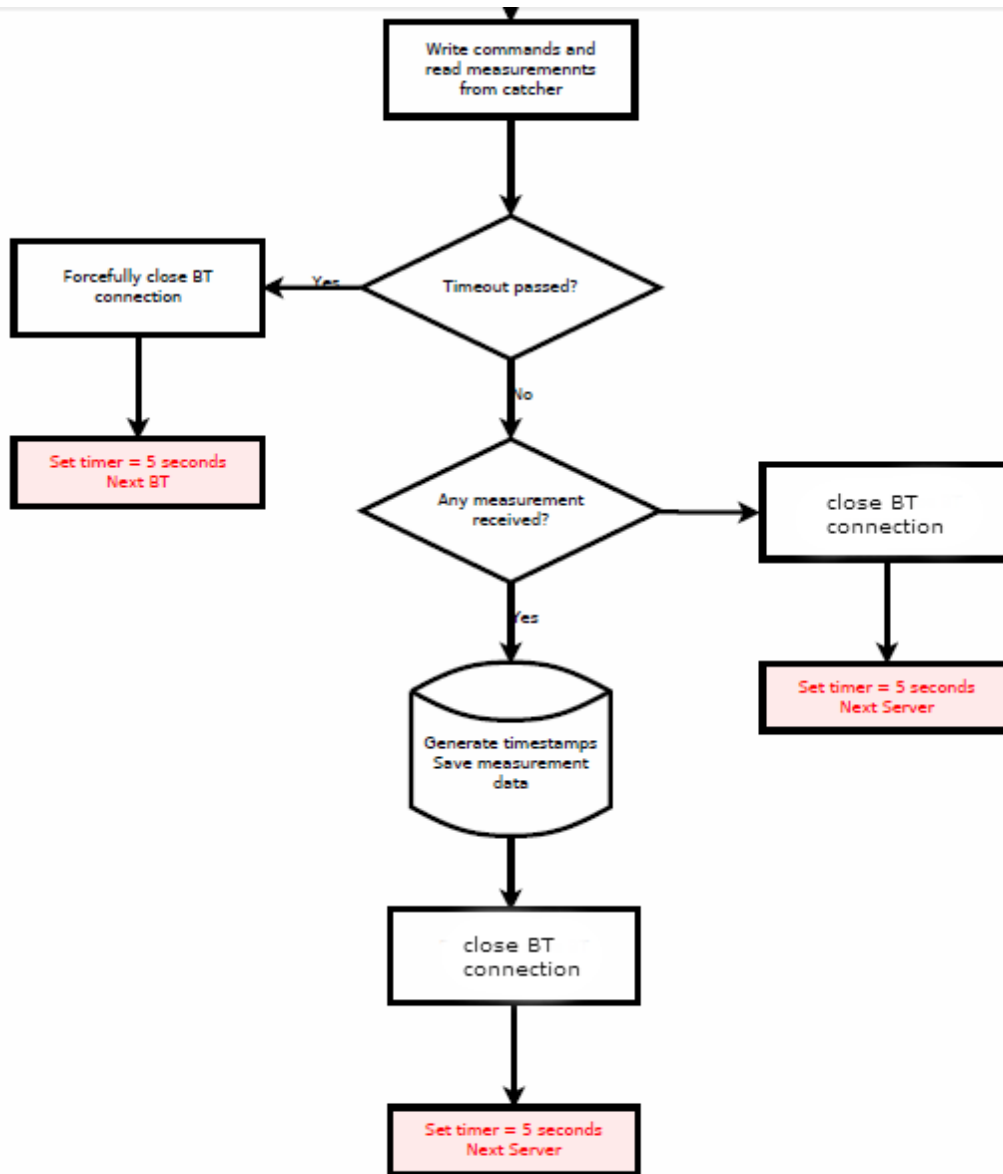 Write commands and
read measuremennts
from catcher
Timeout passed?
Yes
Forcefully close BT
connection
No
Set timer = 5 seconds
Next BT
Any measurement
received?
close BT
connection
Yes
Set timer = 5 seconds
Next Server
Generate timestamps
Save measurement
data
close BT
connection
Set timer = 5 seconds
Next Server